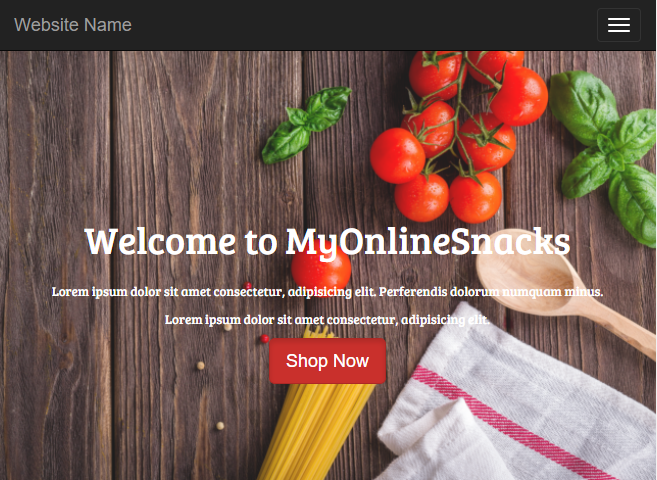 Website Name
Welcome to MyOnlineSnacks
Lorem ipsum dolor sit amet consectetur, adipisicing elit. Perferendis dolorum numquam minus.
Lorem ipsum dolor sit amet consectetur, adipisicing elit.
Shop Now